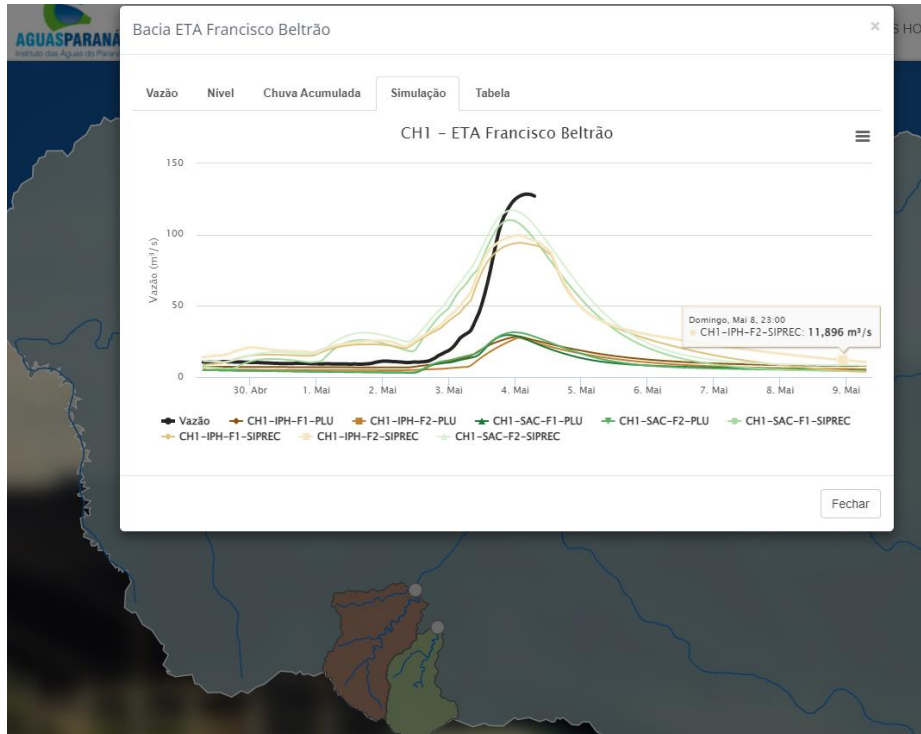 AGUASPARANÁ
Instituto das Águas do Paraná
Bacia ETA Francisco Beltrão
×
S HO
Vazão Nível Chuva Acumulada Simulação Tabela
CH1 – ETA Francisco Beltrão
Vazão (m³/s)
150
100
50
0
Domingo, Mai 8, 23:00
CH1-IPH-F2-SIPREC: 11,896 m³/s
30. Abr 1. Mai 2. Mai 3. Mai 4. Mai 5. Mai 6. Mai 7. Mai 8. Mai 9. Mai
Vazão CH1-IPH-F1-PLU CH1-IPH-F2-PLU CH1-SAC-F1-PLU CH1-SAC-F2-PLU CH1-SAC-F1-SIPREC
CH1-IPH-F1-SIPREC CH1-IPH-F2-SIPREC CH1-SAC-F2-SIPREC
Fechar